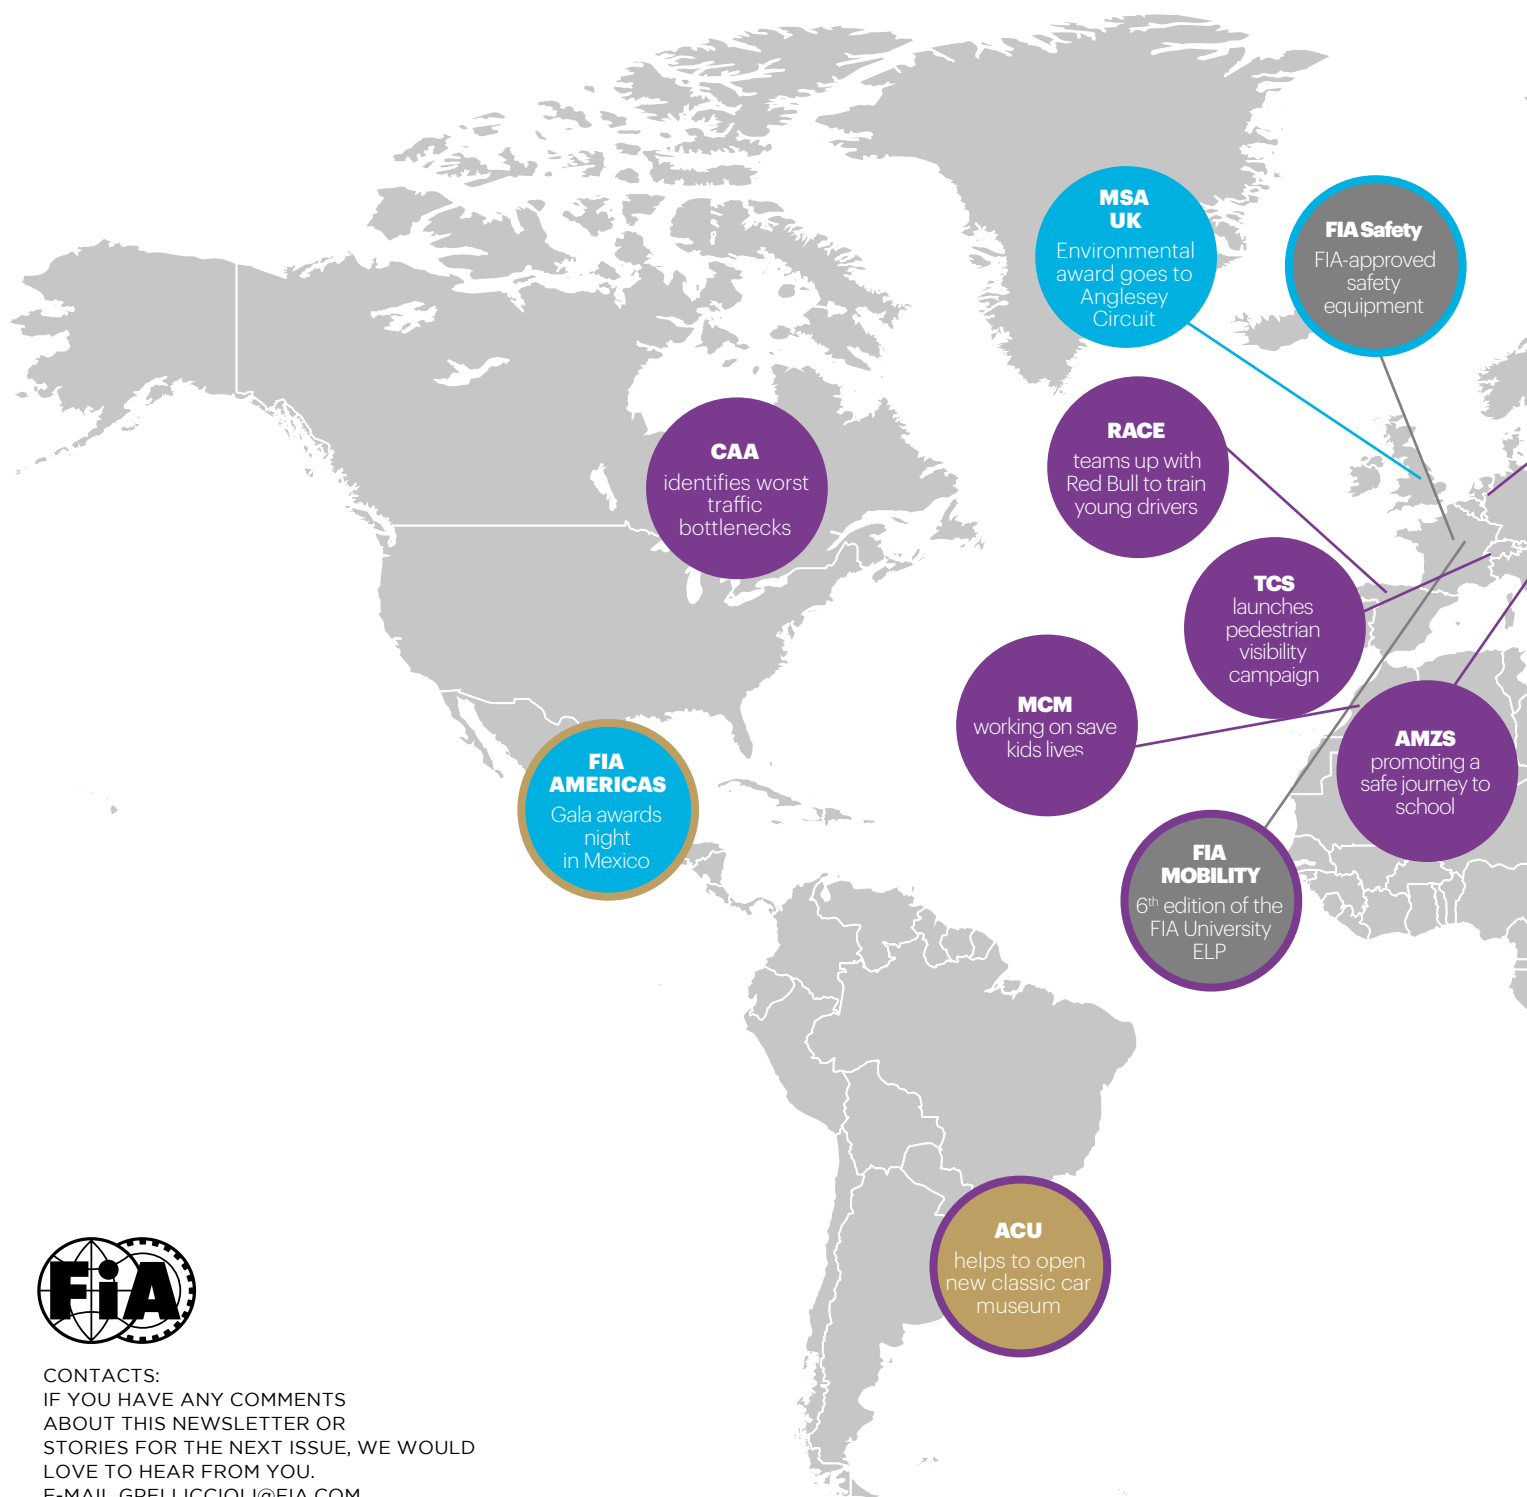 MSA
UK
Environmental
award goes to
Anglesey
Circuit
FIA Safety
FIA-approved
safety
equipment
RACE
teams up with
Red Bull to train
young drivers
CAA
identifies worst
traffic
bottlenecks
TCS
launches
pedestrian
visibility
campaign
MCM
working on save
kids lives
AMZS
promoting a
safe journey to
school
FIA
AMERICAS
Gala awards
night
in Mexico
FIA
MOBILITY
6th edition of the
FIA University
ELP
ACU
helps to open
new classic car
museum
FiA
CONTACTS:
IF YOU HAVE ANY COMMENTS
ABOUT THIS NEWSLETTER OR
STORIES FOR THE NEXT ISSUE, WE WOULD
LOVE TO HEAR FROM YOU.
E-MAIL GPELLICCIOLI@FIA.COM